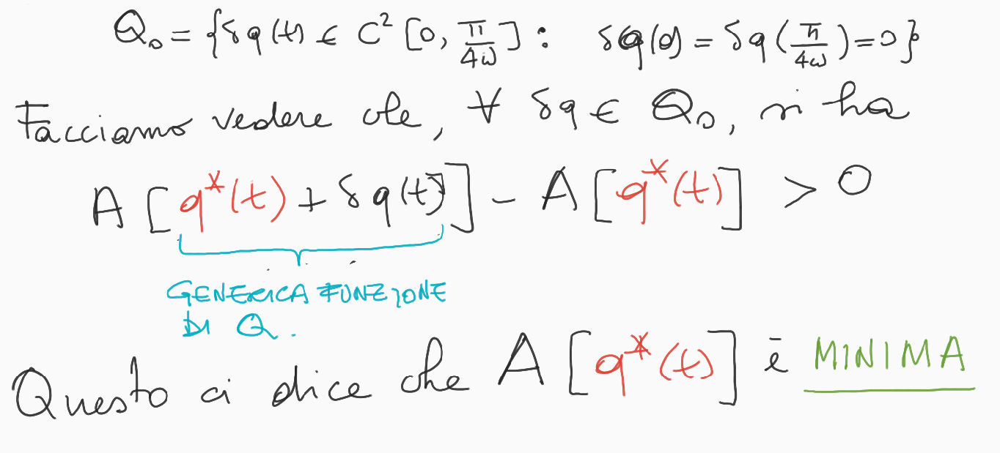 Q₀ = {δq(t) ∈ C² [0, π/4ω] : δq(0) = δq(π/4ω) = 0}
Facciamo vedere che, ∀ δq ∈ Q₀, si ha
A [q*(t) + δq(t)] - A [q*(t)] > 0
GENERICA FUNZIONE
DI Q.
Questo ci dice che A [q*(t)] è MINIMA